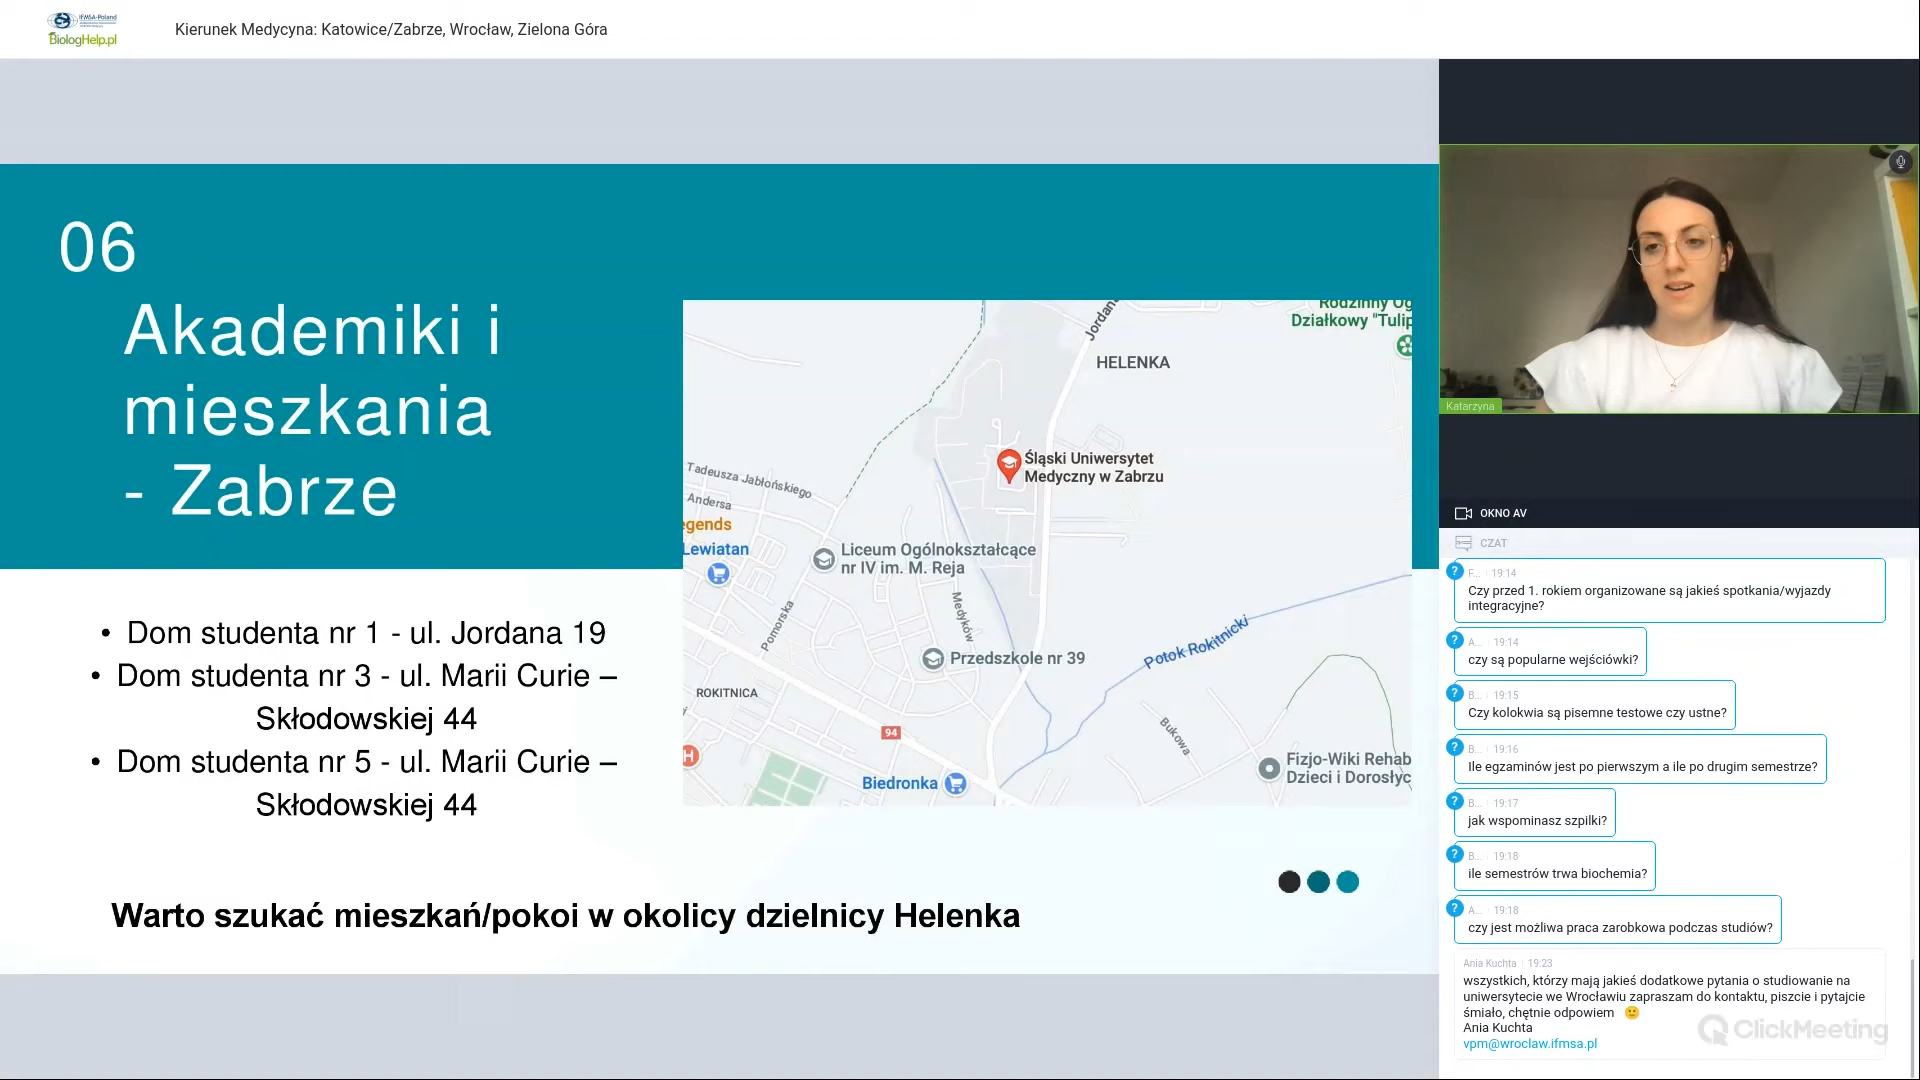 IFMSA-Poland
BiologHelp.pl
Kierunek Medycyna: Katowice/Zabrze, Wrocław, Zielona Góra
06
Akademiki i
mieszkania
- Zabrze
• Dom studenta nr 1 - ul. Jordana 19
• Dom studenta nr 3 - ul. Marii Curie –
Skłodowskiej 44
• Dom studenta nr 5 - ul. Marii Curie –
Skłodowskiej 44
Warto szukać mieszkań/pokoi w okolicy dzielnicy Helenka
Jordana
Rodzinny Og
Działkowy "Tulip
HELENKA
Śląski Uniwersytet
Medyczny w Zabrzu
Tadeusza Jabłońskiego
Andersa
egends
Lewiatan
Liceum Ogólnokształcące
nr IV im. M. Reja
Pomorska
Medyków
Przedszkole nr 39
Potok Rokitnicki
ROKITNICA
94
H
Bukowa
Biedronka
Fizjo-Wiki Rehab
Dzieci i Dorosłyc
Katarzyna
OKNO AV
CZAT
? F... 19:14
Czy przed 1. rokiem organizowane są jakieś spotkania/wyjazdy
integracyjne?
? A... 19:14
czy są popularne wejściówki?
? B... 19:15
Czy kolokwia są pisemne testowe czy ustne?
? B... 19:16
Ile egzaminów jest po pierwszym a ile po drugim semestrze?
? B... 19:17
jak wspominasz szpilki?
? B... 19:18
ile semestrów trwa biochemia?
? A... 19:18
czy jest możliwa praca zarobkowa podczas studiów?
Ania Kuchta 19:23
wszystkich, którzy mają jakieś dodatkowe pytania o studiowanie na
uniwersytecie we Wrocławiu zapraszam do kontaktu, piszcie i pytajcie
śmiało, chętnie odpowiem 🙂
Ania Kuchta
vpm@wroclaw.ifmsa.pl
ClickMeeting